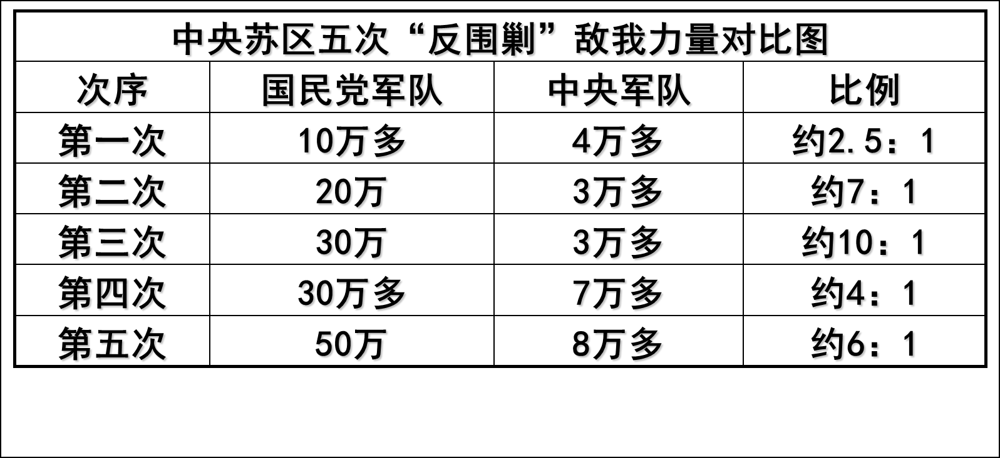 中央苏区五次“反围剿”敌我力量对比图
次序 国民党军队 中央军队 比例
第一次 10万多 4万多 约2.5：1
第二次 20万 3万多 约7：1
第三次 30万 3万多 约10：1
第四次 30万多 7万多 约4：1
第五次 50万 8万多 约6：1